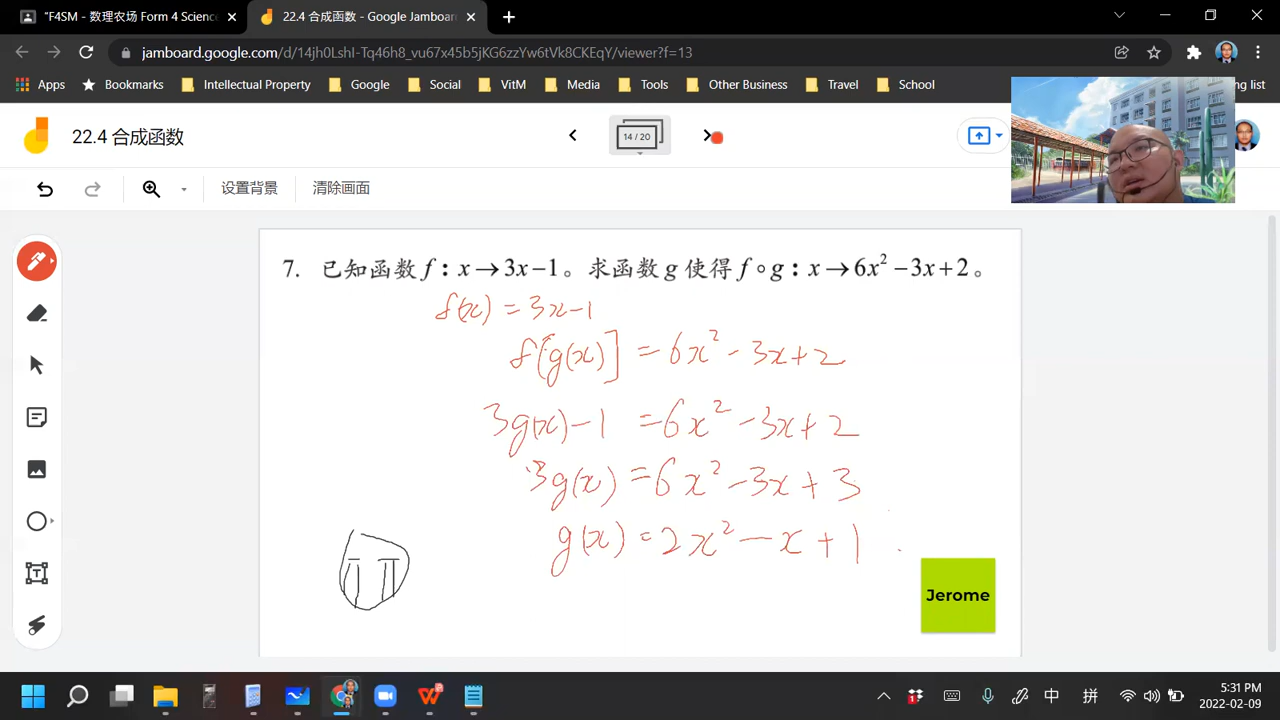 "F4SM - 数理农场 Form 4 Science
22.4 合成函数 - Google Jamboard
jamboard.google.com/d/14jh0LshI-Tq46h8_vu67x45b5jKG6zzYw6tVk8CKEqY/viewer?f=13
Apps
Bookmarks
Intellectual Property
Google
Social
VitM
Media
Tools
Other Business
Travel
School
ng list
22.4 合成函数
14 / 20
设置背景
清除画面
7. 已知函数 f : x → 3x − 1。求函数 g 使得 f ∘ g : x → 6x² − 3x + 2。
f(x) = 3x − 1
f[g(x)] = 6x² − 3x + 2
3g(x) − 1 = 6x² − 3x + 2
3g(x) = 6x² − 3x + 3
g(x) = 2x² − x + 1
Jerome
中
拼
5:31 PM
2022-02-09